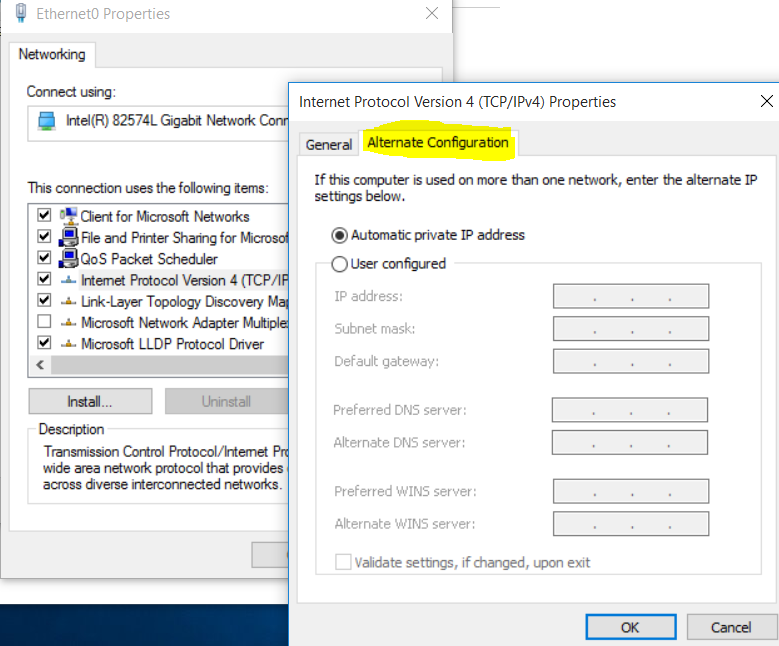 Ethernet0 Properties
Networking
Connect using:
Intel(R) 82574L Gigabit Network Conn
This connection uses the following items:
Client for Microsoft Networks
File and Printer Sharing for Microsof
QoS Packet Scheduler
Internet Protocol Version 4 (TCP/IP
Link-Layer Topology Discovery Map
Microsoft Network Adapter Multiple
Microsoft LLDP Protocol Driver
Install...
Uninstall
Description
Transmission Control Protocol/Internet Pro
wide area network protocol that provides
across diverse interconnected networks.
Internet Protocol Version 4 (TCP/IPv4) Properties
General
Alternate Configuration
If this computer is used on more than one network, enter the alternate IP
settings below.
Automatic private IP address
User configured
IP address:
Subnet mask:
Default gateway:
Preferred DNS server:
Alternate DNS server:
Preferred WINS server:
Alternate WINS server:
Validate settings, if changed, upon exit
OK
Cancel